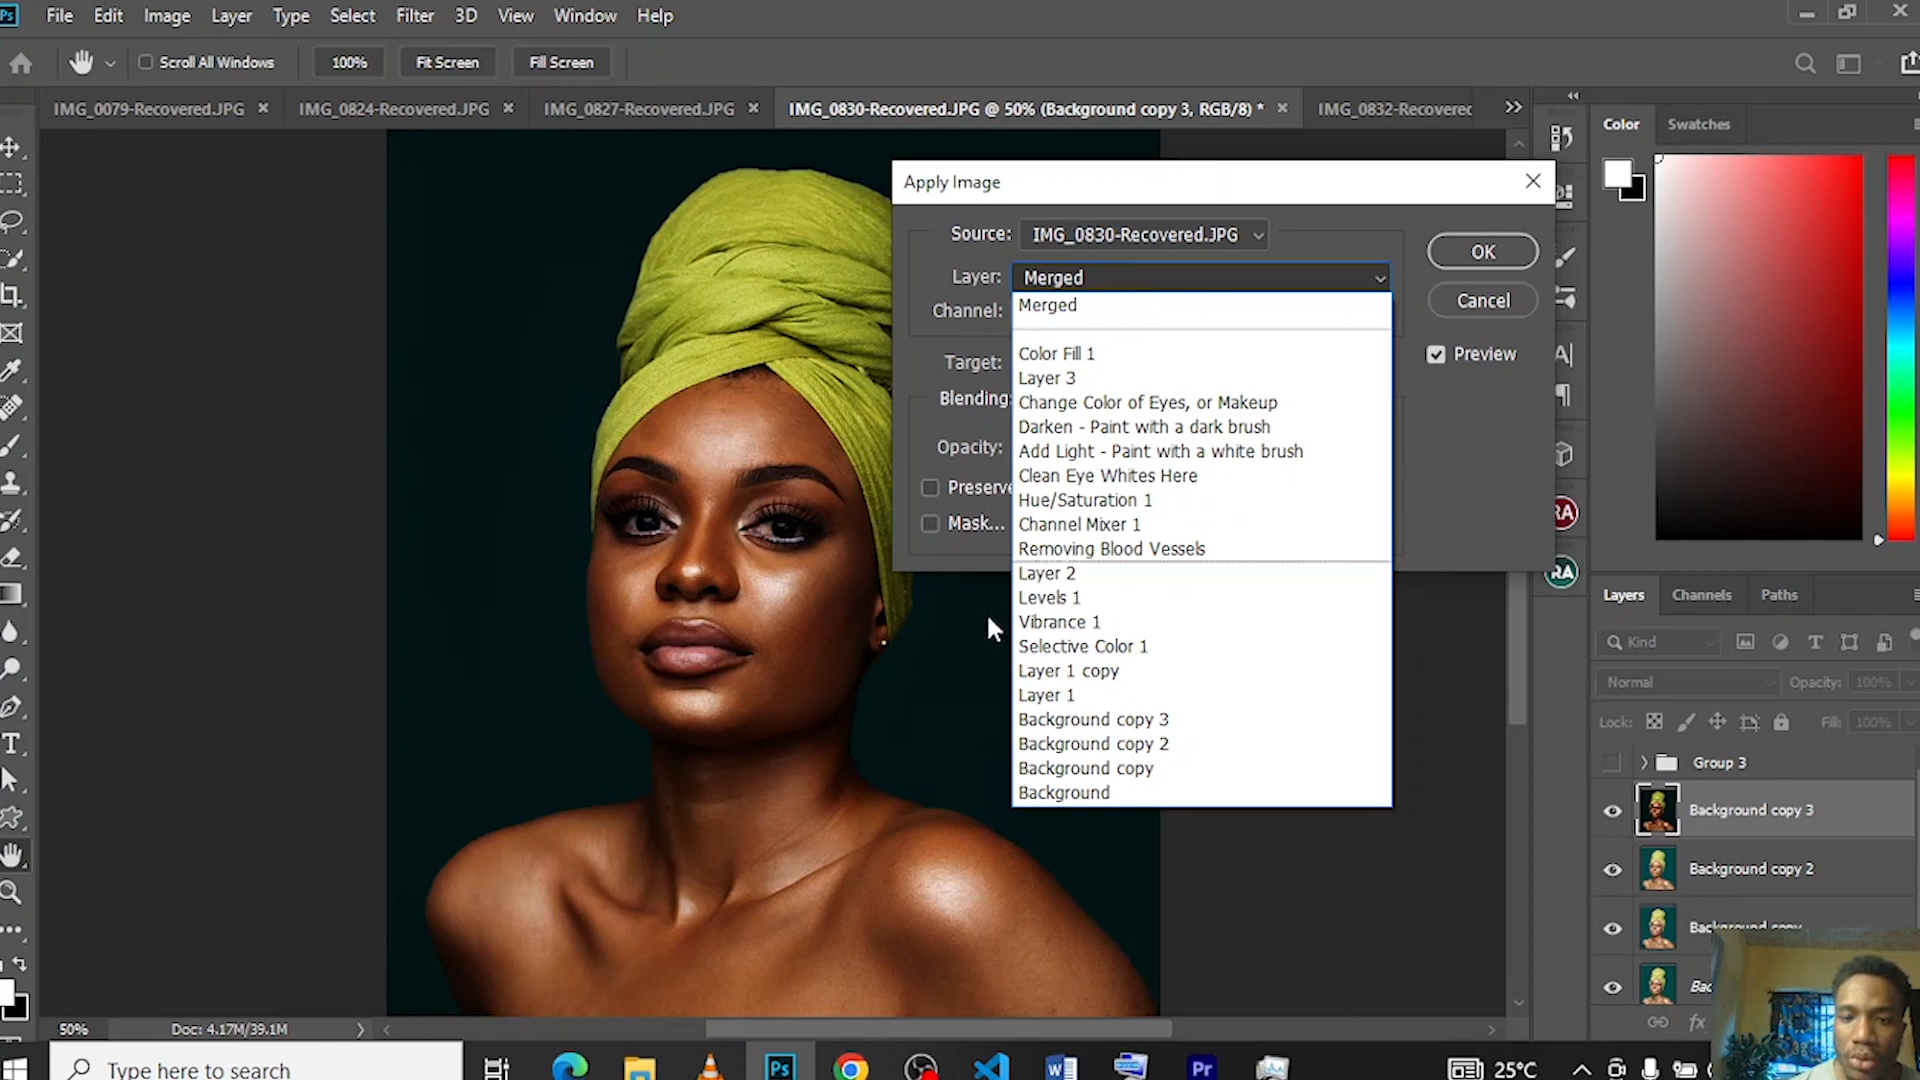 Ps File Edit Image Layer Type Select Filter 3D View Window Help
Scroll All Windows 100% Fit Screen Fill Screen
IMG_0079-Recovered.JPG × IMG_0824-Recovered.JPG × IMG_0827-Recovered.JPG × IMG_0830-Recovered.JPG @ 50% (Background copy 3, RGB/8) * × IMG_0832-Recovered
Color Swatches
Apply Image
Source: IMG_0830-Recovered.JPG
OK
Layer: Merged
Cancel
Channel:
Merged
Preview
Target:
Color Fill 1
Layer 3
Blending:
Change Color of Eyes, or Makeup
Darken - Paint with a dark brush
Opacity:
Add Light - Paint with a white brush
Clean Eye Whites Here
Preserve
Hue/Saturation 1
RA
Mask...
Channel Mixer 1
Removing Blood Vessels
Layer 2
RA
Levels 1
Layers Channels Paths
Vibrance 1
Selective Color 1
Kind
Layer 1 copy
Layer 1
Normal Opacity: 100%
Background copy 3
Lock: Fill: 100%
Background copy 2
Background copy
Group 3
Background
Background copy 3
Background copy 2
Background copy
Bac
fx
50% Doc: 4.17M/39.1M
Type here to search
Ps
Pr
25°C